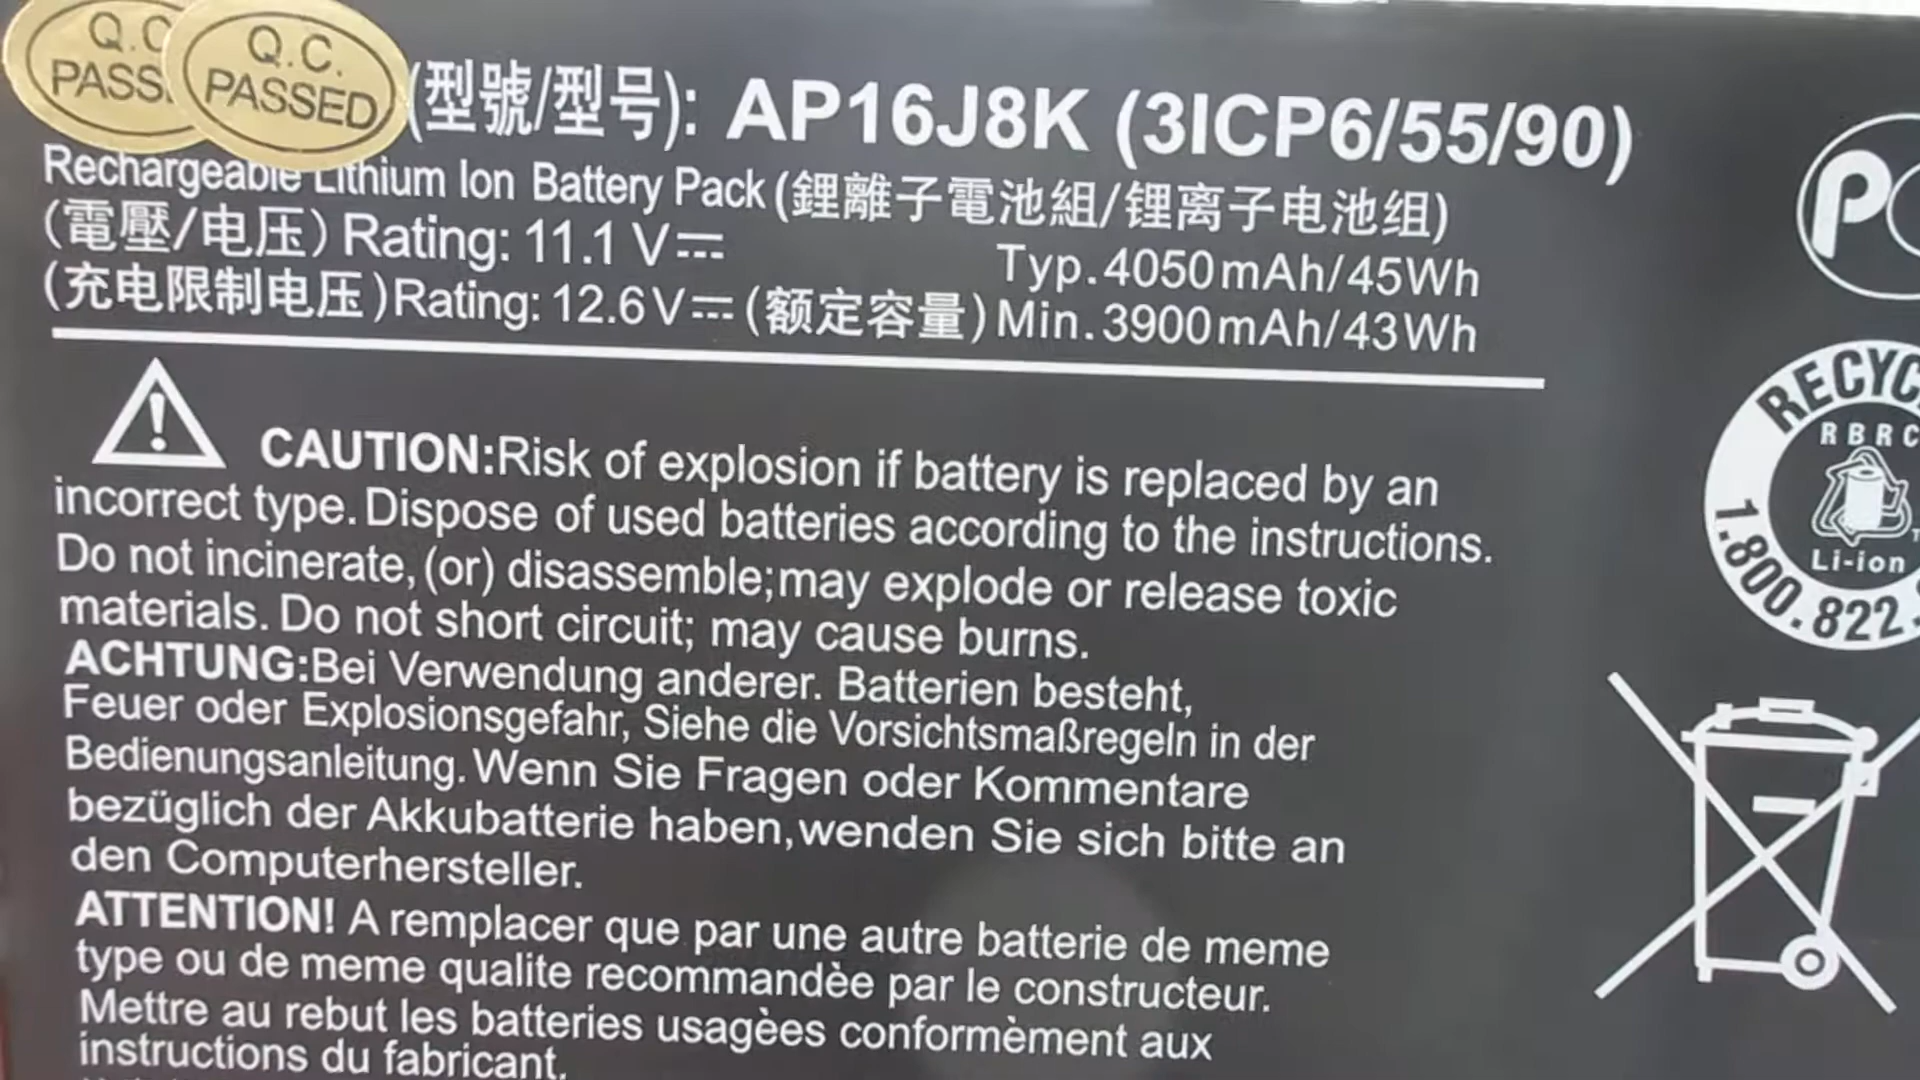 Q.C.
PASSED
(型號/型号): AP16J8K (3ICP6/55/90)
Rechargeable Lithium Ion Battery Pack (鋰離子電池組/锂离子电池组)
(電壓/电压) Rating: 11.1 V⎓ Typ.4050mAh/45Wh
(充电限制电压)Rating: 12.6V⎓(额定容量)Min.3900mAh/43Wh
CAUTION:Risk of explosion if battery is replaced by an
incorrect type. Dispose of used batteries according to the instructions.
Do not incinerate, (or) disassemble;may explode or release toxic
materials. Do not short circuit; may cause burns.
ACHTUNG:Bei Verwendung anderer. Batterien besteht,
Feuer oder Explosionsgefahr, Siehe die Vorsichtsmaßregeln in der
Bedienungsanleitung. Wenn Sie Fragen oder Kommentare
bezüglich der Akkubatterie haben,wenden Sie sich bitte an
den Computerhersteller.
ATTENTION! A remplacer que par une autre batterie de meme
type ou de meme qualite recommandèe par le constructeur.
Mettre au rebut les batteries usagèes conformèment aux
instructions du fabricant.
RBRC
Li-ion
1.800.822.